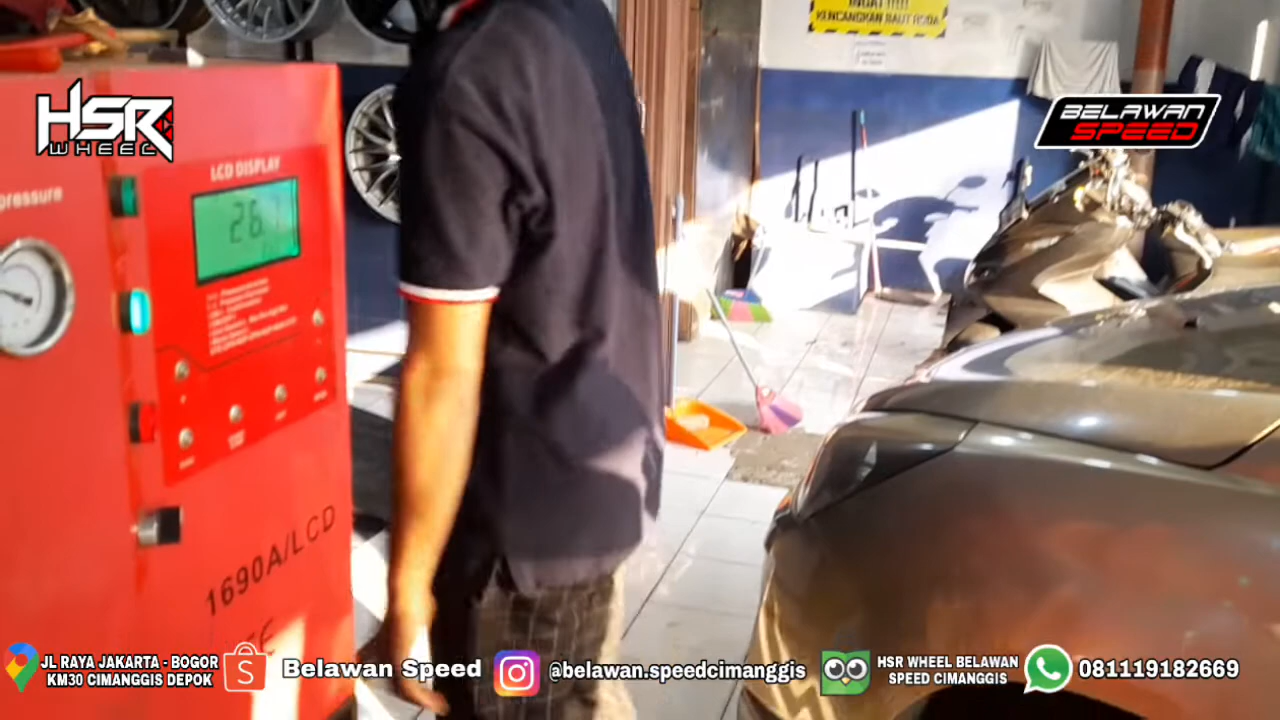 INGAT !!!!
KENCANGKAN BAUT RODA
HSR
WHEEL
BELAWAN
SPEED
pressure
LCD DISPLAY
26
1690A/LCD
JL RAYA JAKARTA - BOGOR
KM30 CIMANGGIS DEPOK
Belawan Speed
@belawan.speedcimanggis
HSR WHEEL BELAWAN
SPEED CIMANGGIS
081119182669